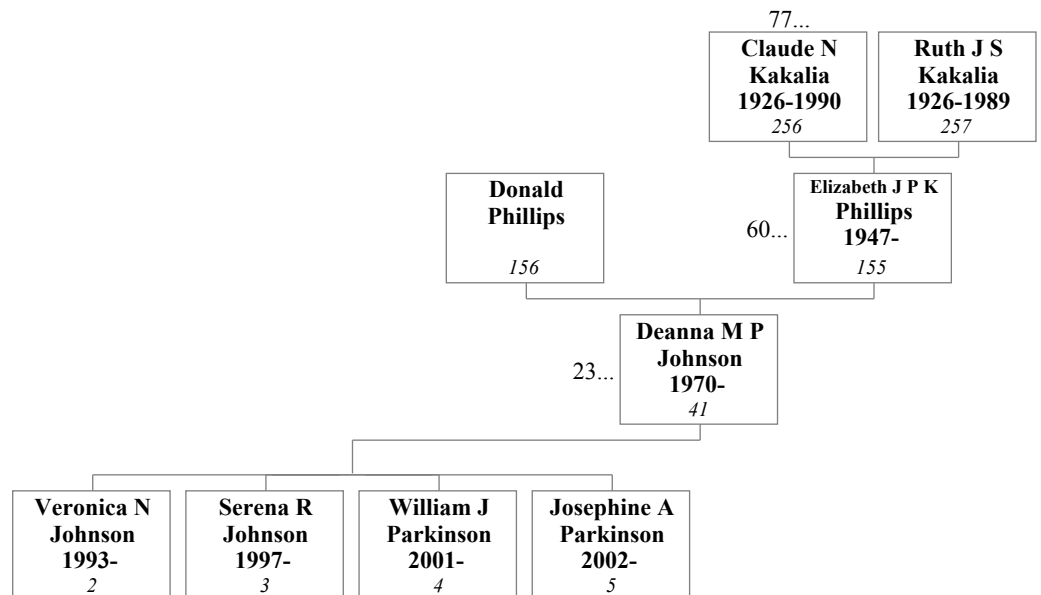 77...
Claude N
Kakalia
1926-1990
256
Ruth J S
Kakalia
1926-1989
257
Donald
Phillips
156
60...
Elizabeth J P K
Phillips
1947-
155
23...
Deanna M P
Johnson
1970-
41
Veronica N
Johnson
1993-
2
Serena R
Johnson
1997-
3
William J
Parkinson
2001-
4
Josephine A
Parkinson
2002-
5